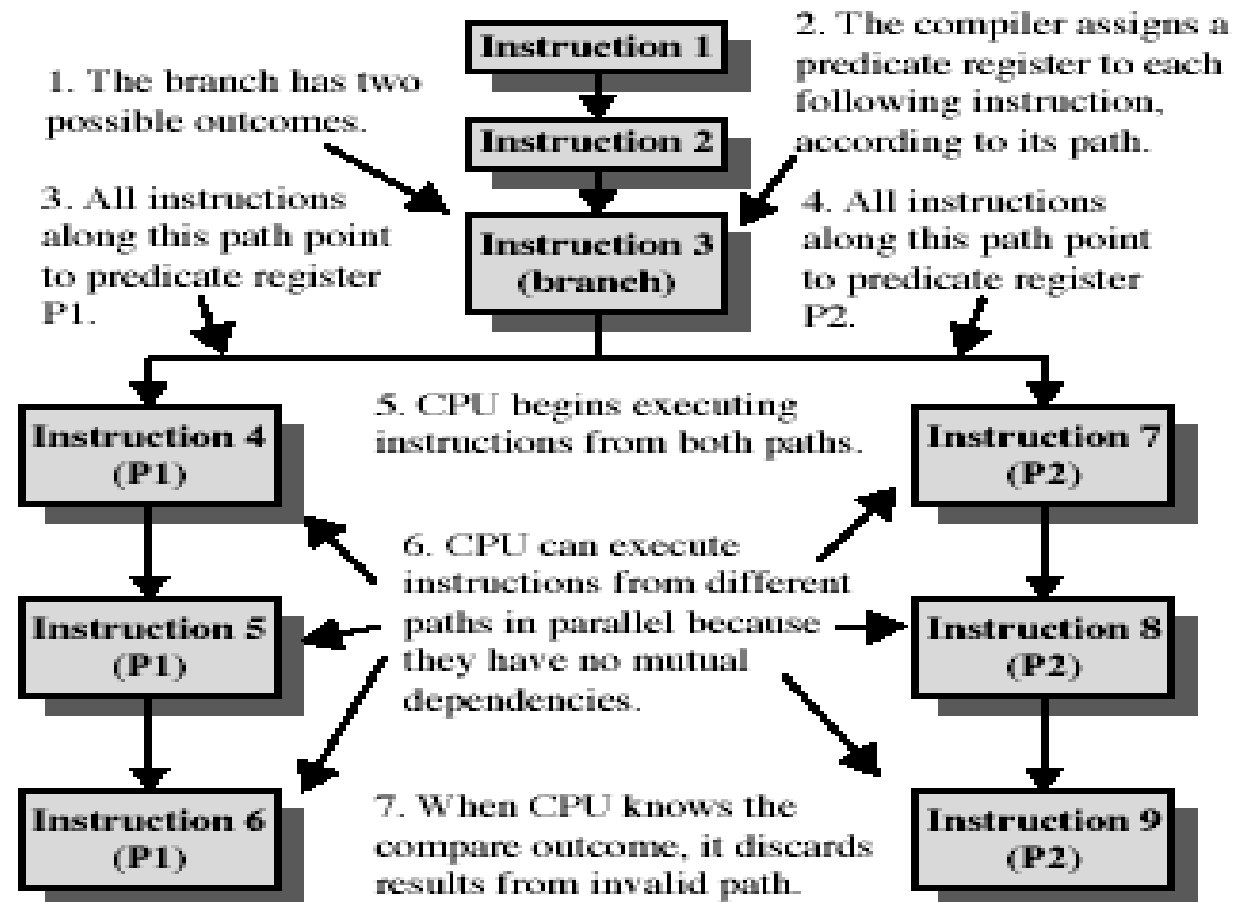 Instruction 1
2. The compiler assigns a
predicate register to each
following instruction,
according to its path.
1. The branch has two
possible outcomes.
Instruction 2
3. All instructions
along this path point
to predicate register
P1.
Instruction 3
(branch)
4. All instructions
along this path point
to predicate register
P2.
5. CPU begins executing
instructions from both paths.
Instruction 4
(P1)
Instruction 7
(P2)
6. CPU can execute
instructions from different
paths in parallel because
they have no mutual
dependencies.
Instruction 5
(P1)
Instruction 8
(P2)
Instruction 6
(P1)
7. When CPU knows the
compare outcome, it discards
results from invalid path.
Instruction 9
(P2)